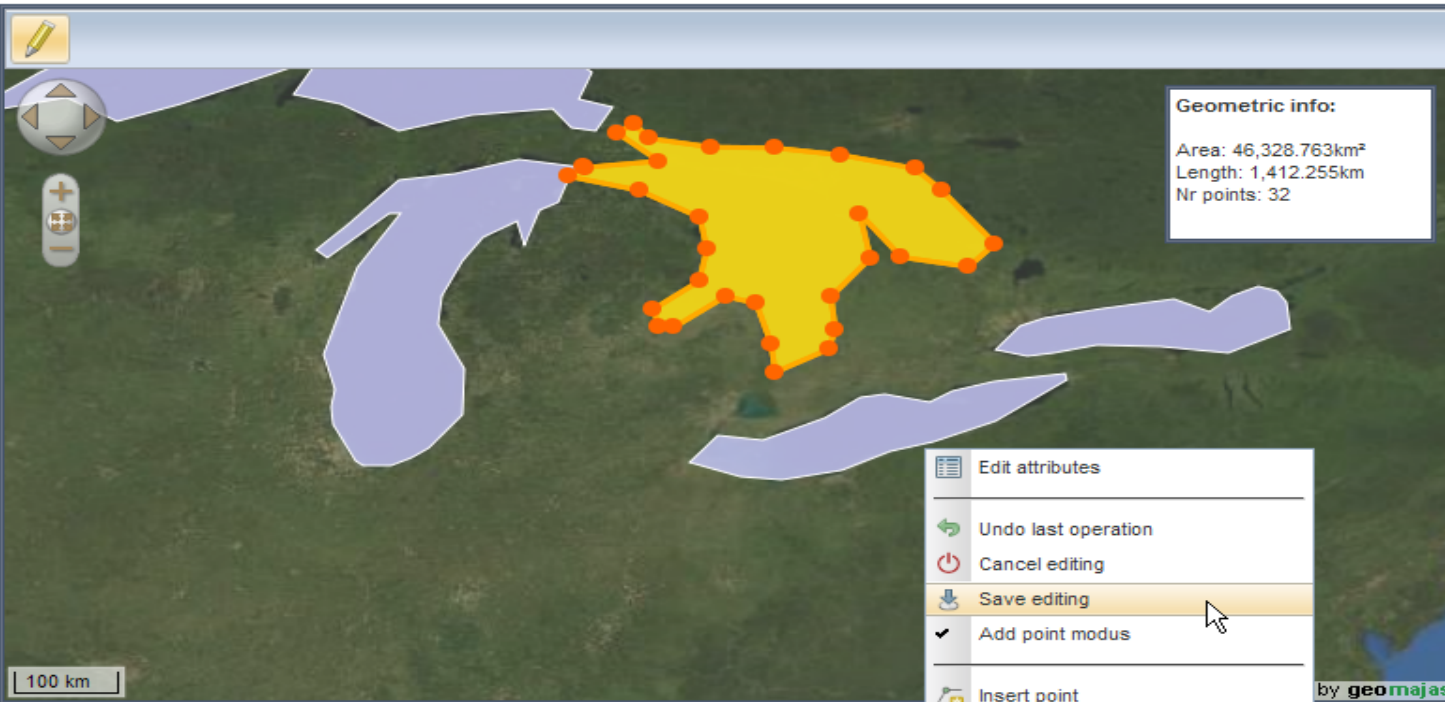 Geometric info:
Area: 46,328.763km²
Length: 1,412.255km
Nr points: 32
Edit attributes
Undo last operation
Cancel editing
Save editing
Add point modus
Insert point
100 km
by geomajas